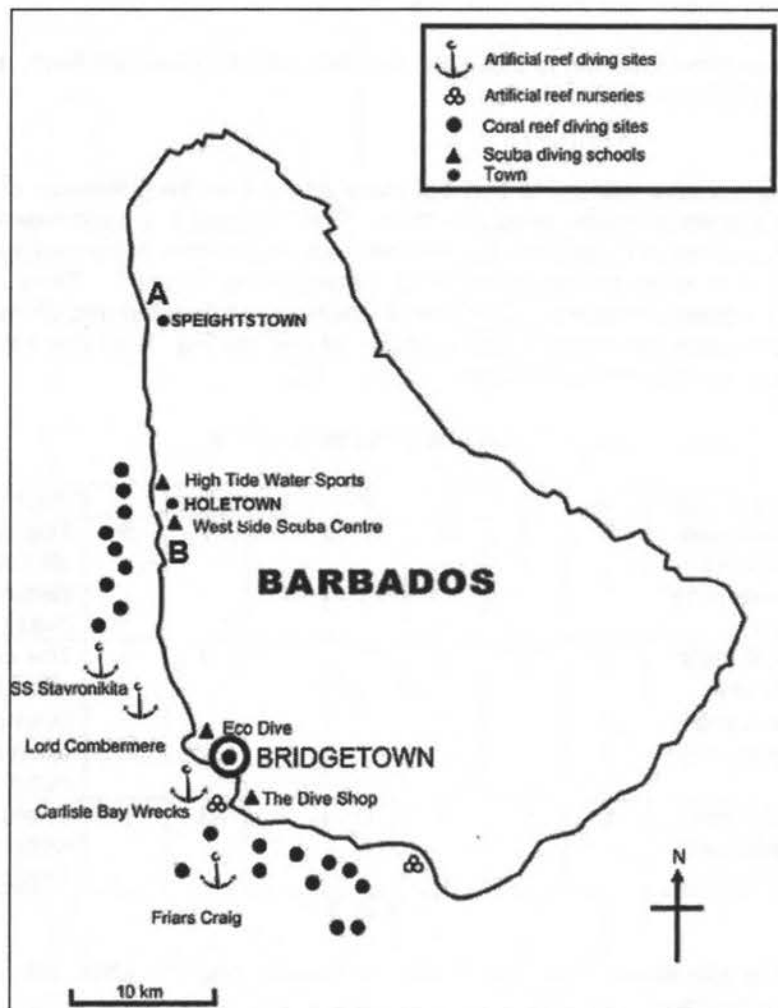 Artificial reef diving sites
Artificial reef nurseries
Coral reef diving sites
Scuba diving schools
Town
A
SPEIGHTSTOWN
High Tide Water Sports
HOLETOWN
West Side Scuba Centre
B
BARBADOS
SS Stavronikita
Eco Dive
Lord Combermere
BRIDGETOWN
Carlisle Bay Wrecks
The Dive Shop
N
Friars Craig
10 km